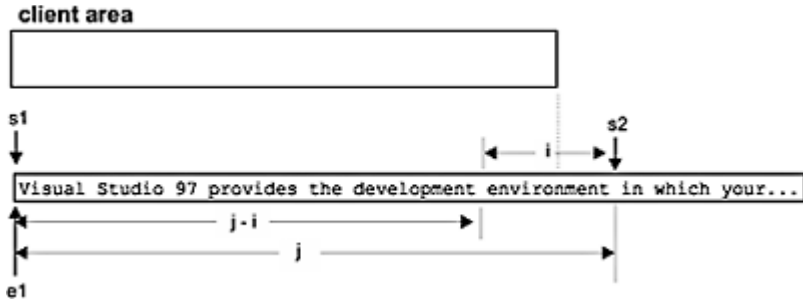 client area
s1
s2
i
Visual Studio 97 provides the development environment in which your...
j - i
j
e1